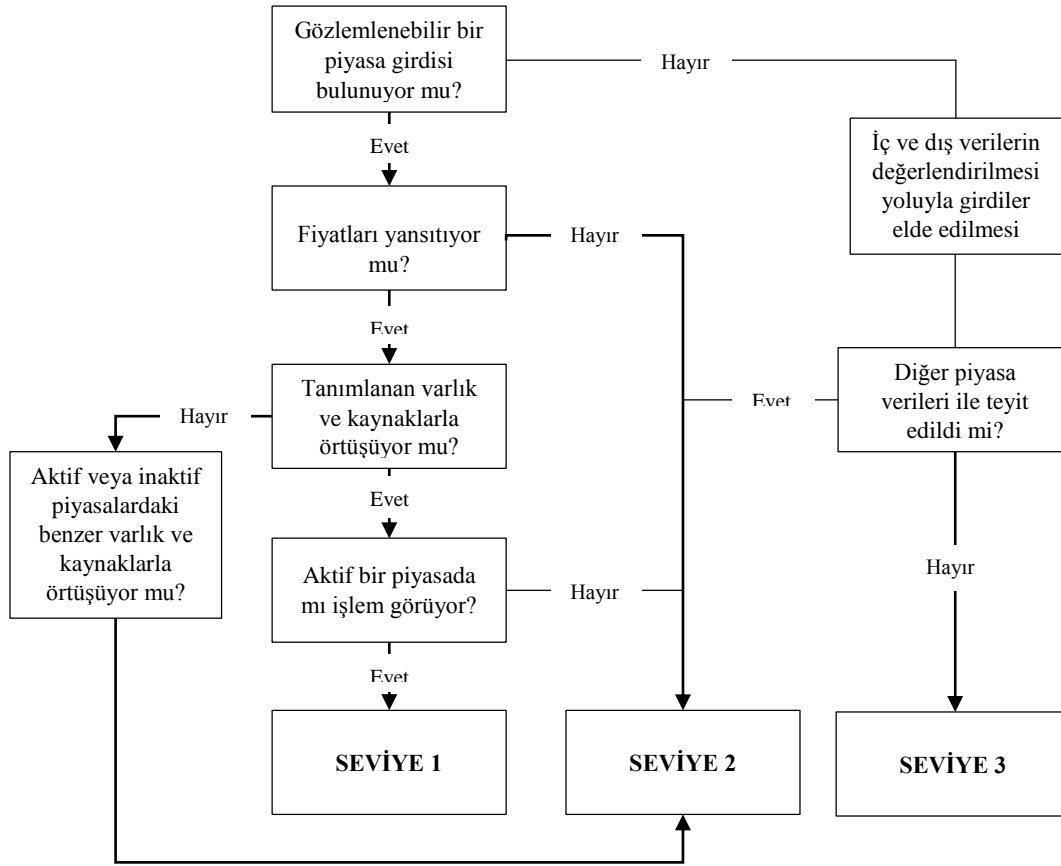 Gözlemlenebilir bir
piyasa girdisi
bulunuyor mu?
Hayır
Evet
İç ve dış verilerin
değerlendirilmesi
yoluyla girdiler
elde edilmesi
Fiyatları yansıtıyor
mu?
Hayır
Evet
Tanımlanan varlık
ve kaynaklarla
örtüşüyor mu?
Hayır
Evet
Diğer piyasa
verileri ile teyit
edildi mi?
Aktif veya inaktif
piyasalardaki
benzer varlık ve
kaynaklarla
örtüşüyor mu?
Evet
Aktif bir piyasada
mı işlem görüyor?
Hayır
Hayır
Evet
SEVİYE 1
SEVİYE 2
SEVİYE 3